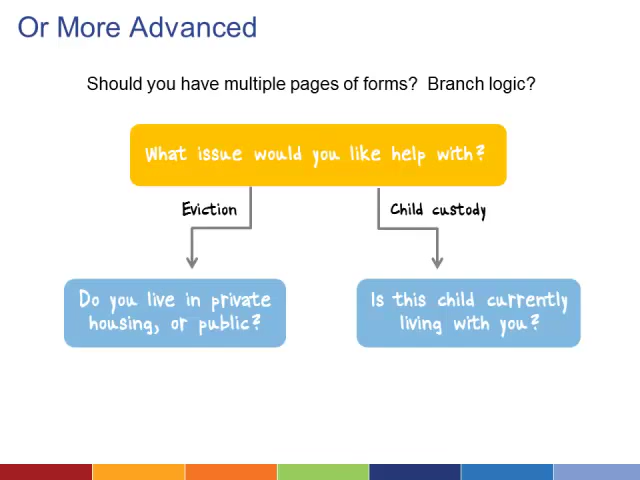 Or More Advanced
Should you have multiple pages of forms?  Branch logic?
What issue would you like help with?
Eviction
Child custody
Do you live in private
housing, or public?
Is this child currently
living with you?